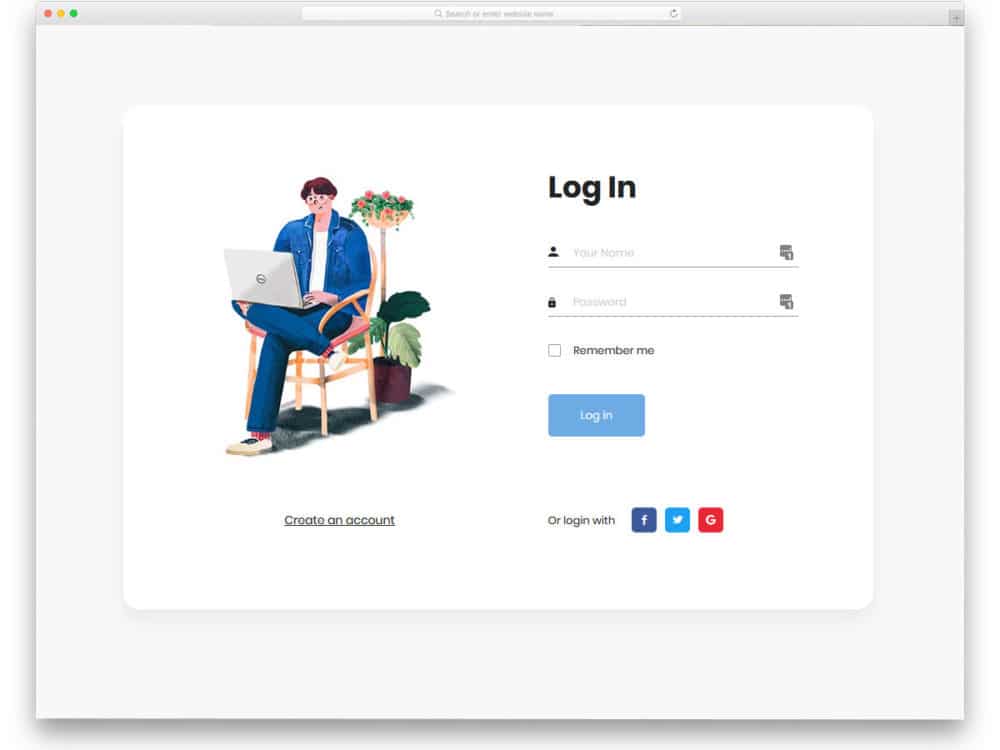 Search or enter website name
Log In
Your Name
Password
Remember me
Log in
Create an account
Or login with
f
G